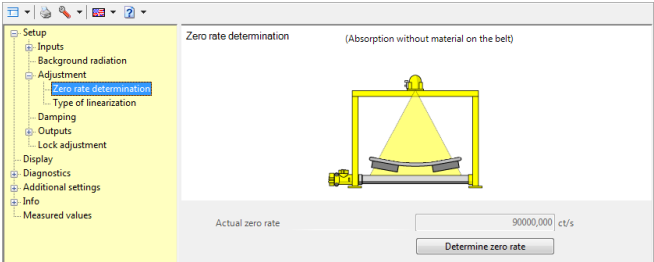 Setup
Inputs
Background radiation
Adjustment
Zero rate determination
Type of linearization
Damping
Outputs
Lock adjustment
Display
Diagnostics
Additional settings
Info
Measured values
Zero rate determination
(Absorption without material on the belt)
Actual zero rate 90000,000 ct/s
Determine zero rate